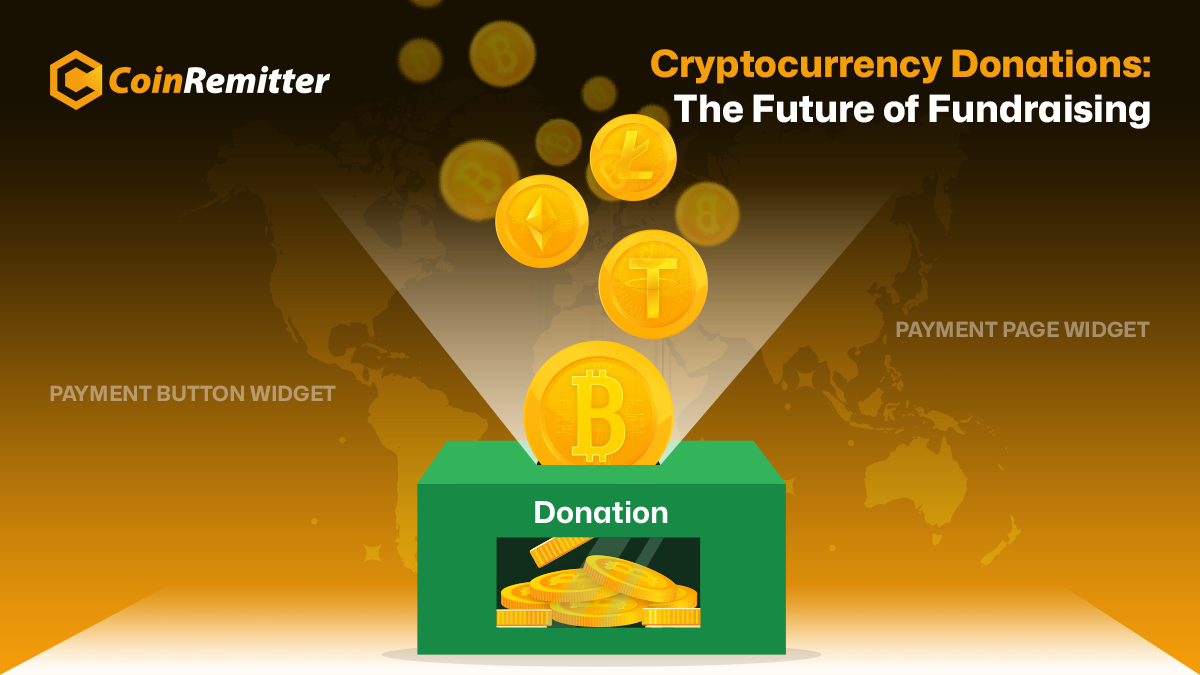 CoinRemitter
Cryptocurrency Donations:
The Future of Fundraising
PAYMENT PAGE WIDGET
PAYMENT BUTTON WIDGET
Donation